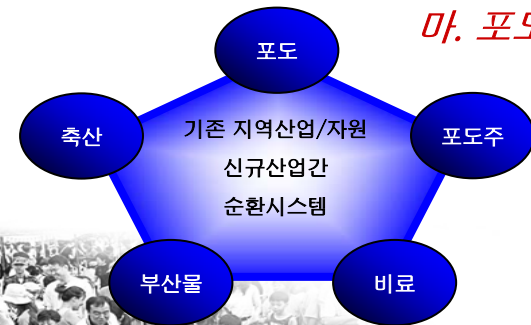 마. 포도
포도
축산
기존 지역산업/자원
신규산업간
순환시스템
포도주
부산물
비료